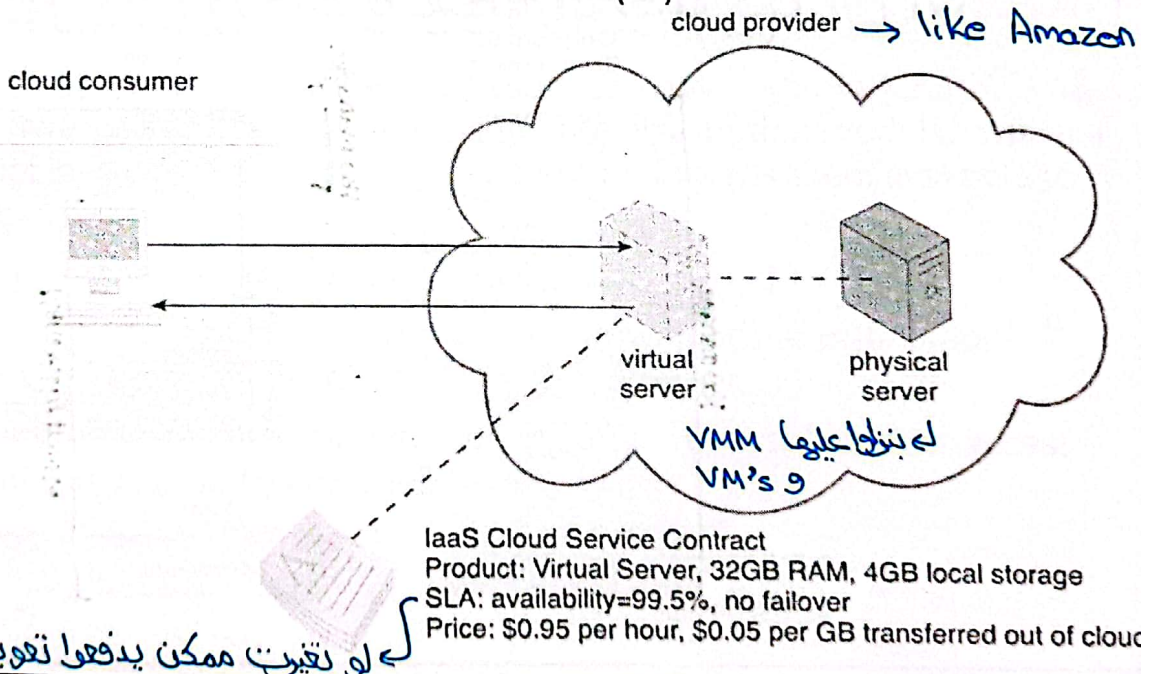 cloud provider → like Amazon
cloud consumer
virtual
server
physical
server
بينزلوا عليها VMM
و VM's
IaaS Cloud Service Contract
Product: Virtual Server, 32GB RAM, 4GB local storage
SLA: availability=99.5%, no failover
Price: $0.95 per hour, $0.05 per GB transferred out of cloud
لو تغيرت ممكن يدفعوا